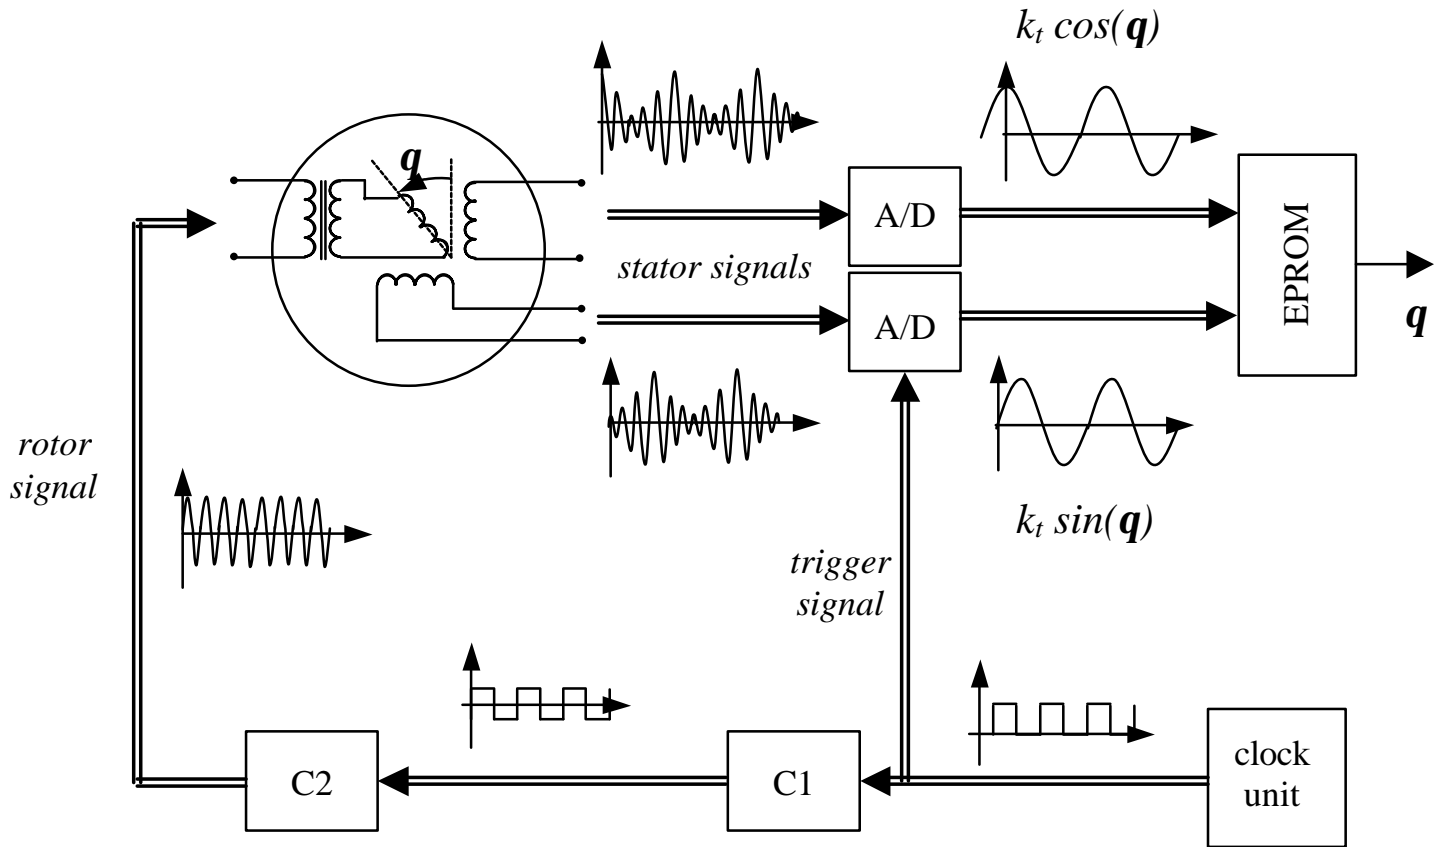 k_t cos(q)
q
A/D
stator signals
A/D
EPROM
q
rotor
signal
k_t sin(q)
trigger
signal
C2
C1
clock
unit